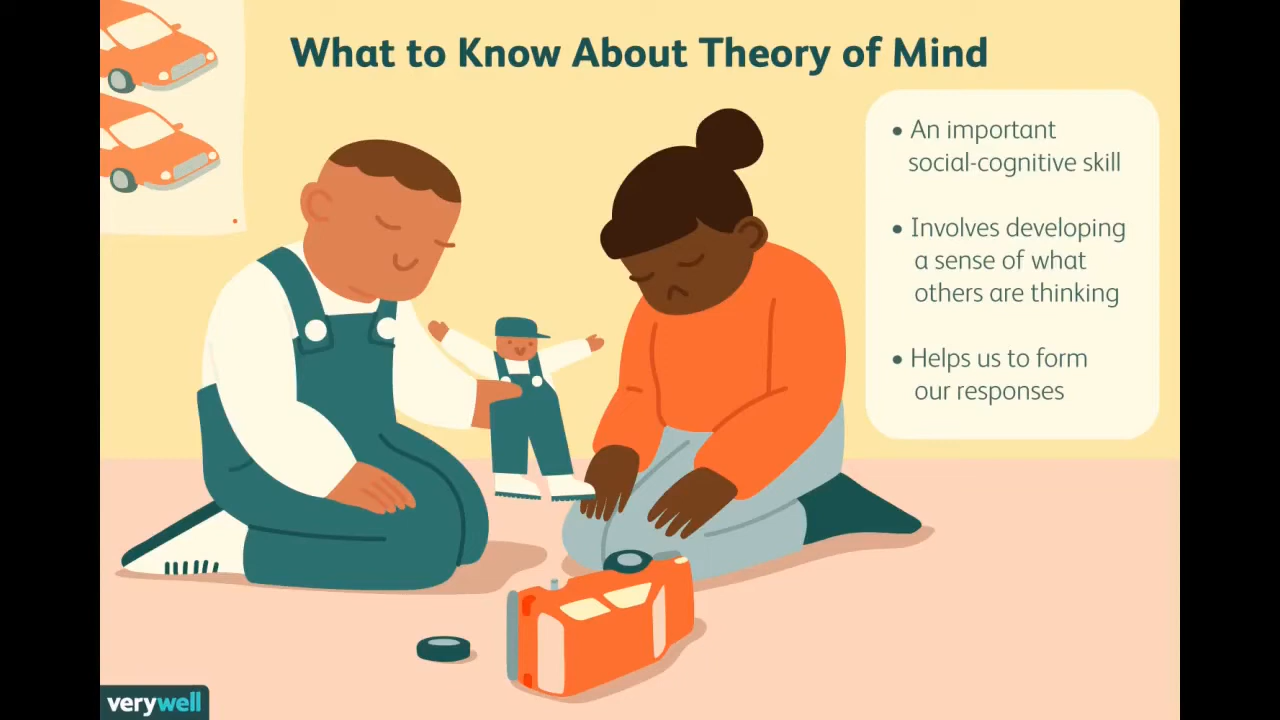 What to Know About Theory of Mind
• An important
social-cognitive skill
• Involves developing
a sense of what
others are thinking
• Helps us to form
our responses
verywell